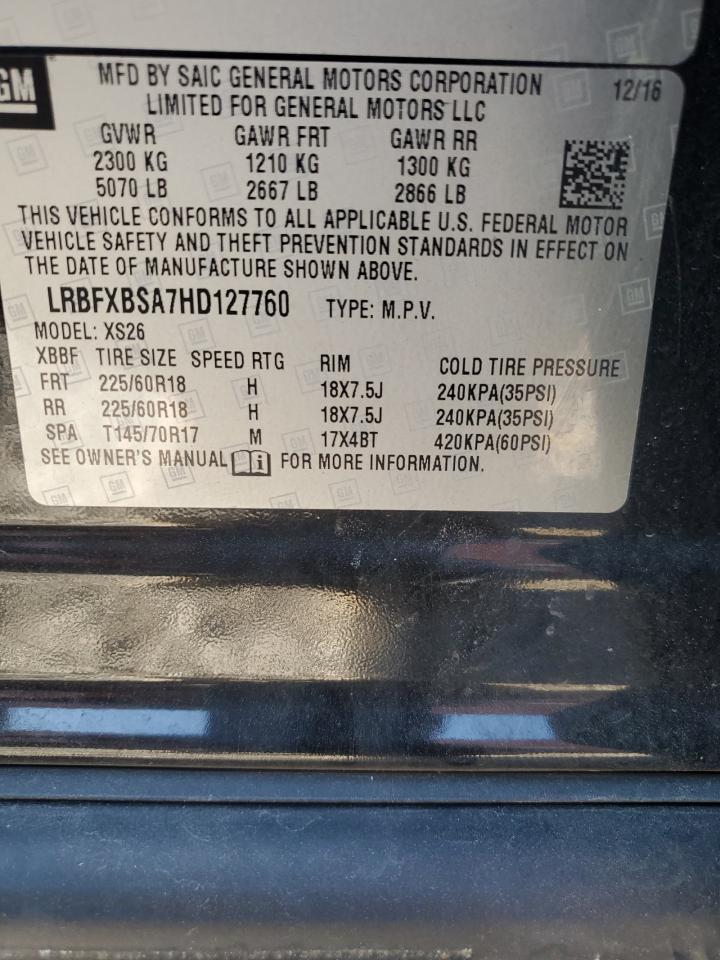 GM
MFD BY SAIC GENERAL MOTORS CORPORATION 12/16
LIMITED FOR GENERAL MOTORS LLC
GVWR GAWR FRT GAWR RR
2300 KG 1210 KG 1300 KG
5070 LB 2667 LB 2866 LB
THIS VEHICLE CONFORMS TO ALL APPLICABLE U.S. FEDERAL MOTOR
VEHICLE SAFETY AND THEFT PREVENTION STANDARDS IN EFFECT ON
THE DATE OF MANUFACTURE SHOWN ABOVE.
LRBFXBSA7HD127760 TYPE: M.P.V.
MODEL: XS26
XBBF TIRE SIZE SPEED RTG RIM COLD TIRE PRESSURE
FRT 225/60R18 H 18X7.5J 240KPA(35PSI)
RR 225/60R18 H 18X7.5J 240KPA(35PSI)
SPA T145/70R17 M 17X4BT 420KPA(60PSI)
SEE OWNER'S MANUAL FOR MORE INFORMATION.